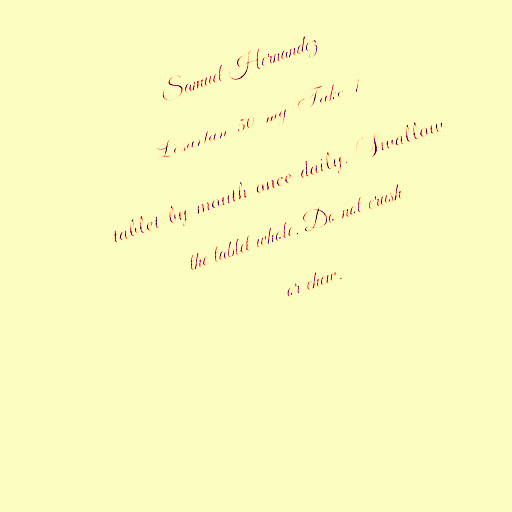 Samuel Hernandez
Losartan 50 mg Take 1
tablet by mouth once daily. Swallow
the tablet whole. Do not crush
or chew.